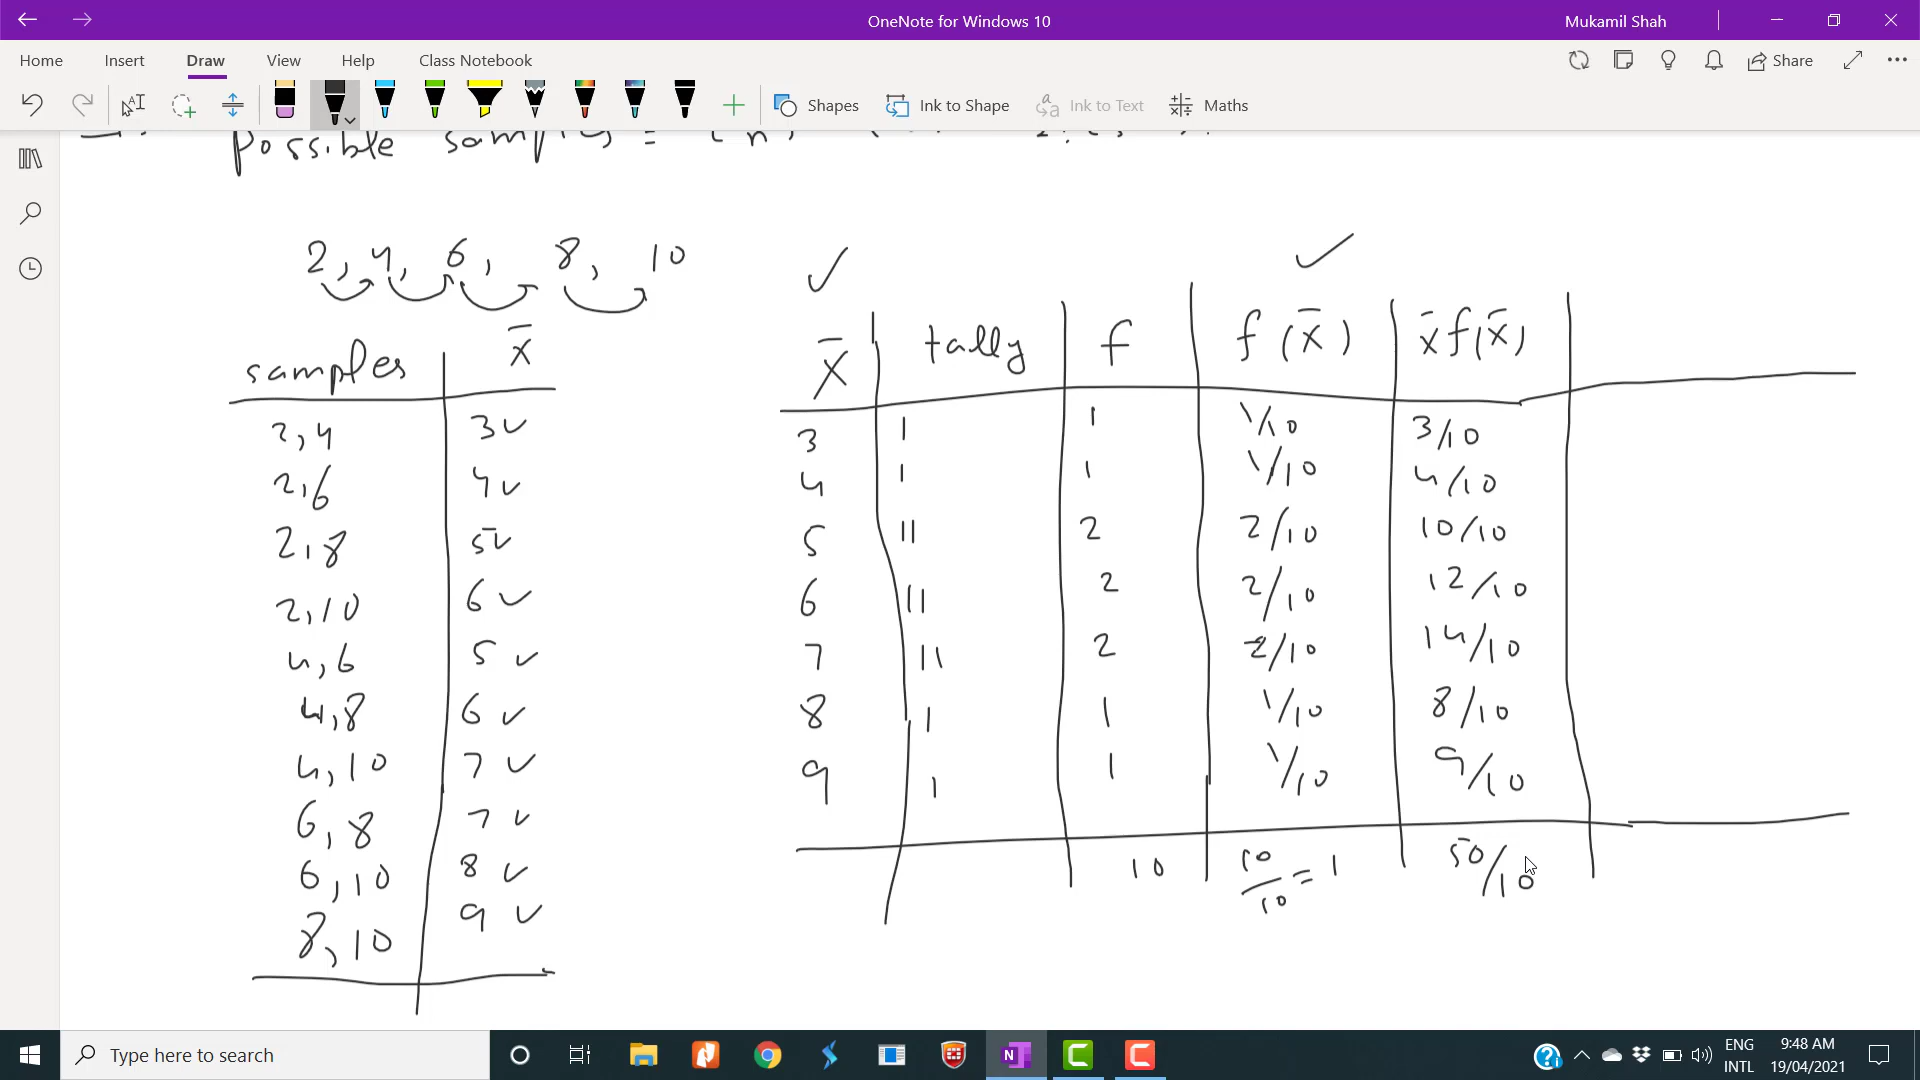 OneNote for Windows 10
Mukamil Shah
Home Insert Draw View Help Class Notebook
Share
Shapes Ink to Shape Ink to Text Maths
possible samples =
2, 4, 6, 8, 10
samples x̄
2,4 3
2,6 4
2,8 5
2,10 6
4,6 5
4,8 6
4,10 7
6,8 7
6,10 8
8,10 9
x̄ tally f f(x̄) x̄f(x̄)
3 | 1 1/10 3/10
4 | 1 1/10 4/10
5 || 2 2/10 10/10
6 || 2 2/10 12/10
7 || 2 2/10 14/10
8 | 1 1/10 8/10
9 | 1 1/10 9/10
10 10/10 = 1 50/10
Type here to search
ENG
INTL
9:48 AM
19/04/2021